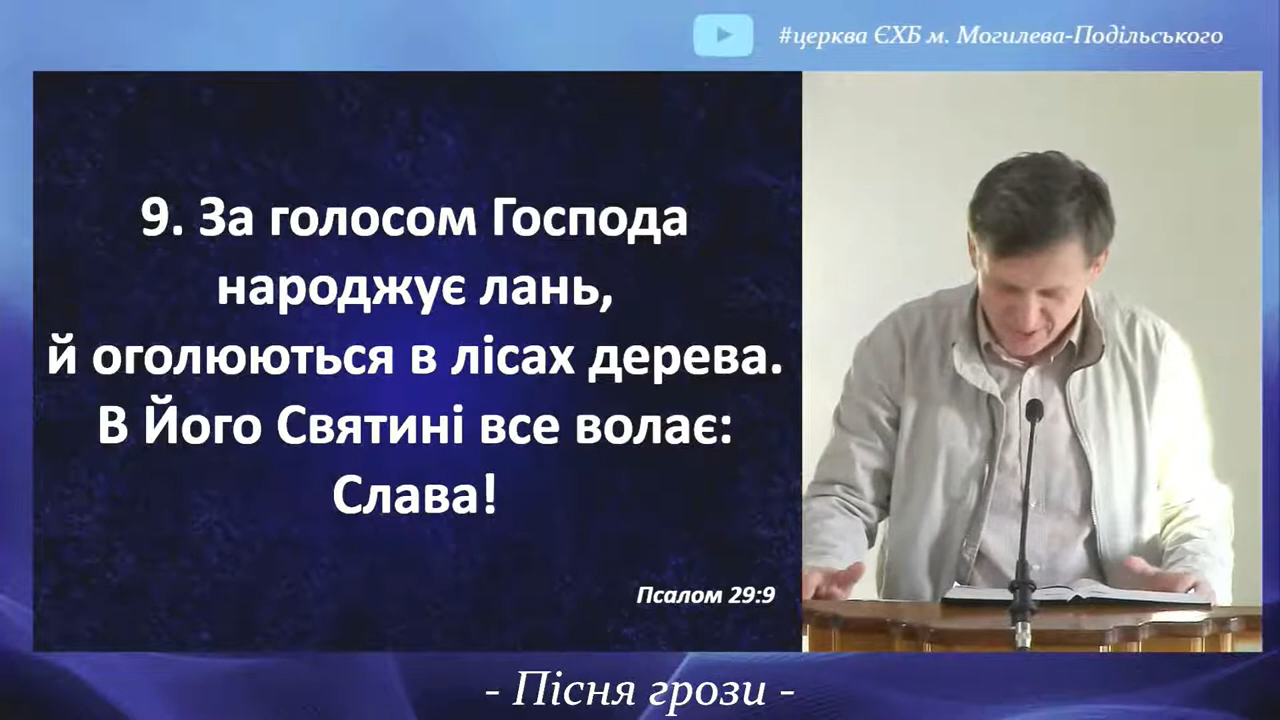 #церква ЄХБ м. Могилева-Подільського
9. За голосом Господа
народжує лань,
й оголюються в лісах дерева.
В Його Святині все волає:
Слава!
Псалом 29:9
- Пісня грози -